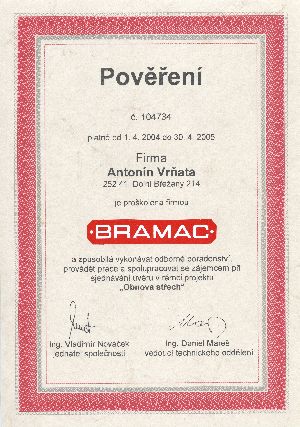 Pověření
č. 104734
platné od 1. 4. 2004 do 30. 4. 2005
Firma
Antonín Vrňata
252 41 Dolní Břežany 214
je proškolena firmou
BRAMAC
a způsobilá vykonávat odborné poradenství,
provádět práce a spolupracovat se zájemcem při
sjednávání úvěru v rámci projektu
„Obnova střech“
Ing. Vladimír Nováček
jednatel společnosti
Ing. Daniel Mareš
vedoucí technického oddělení